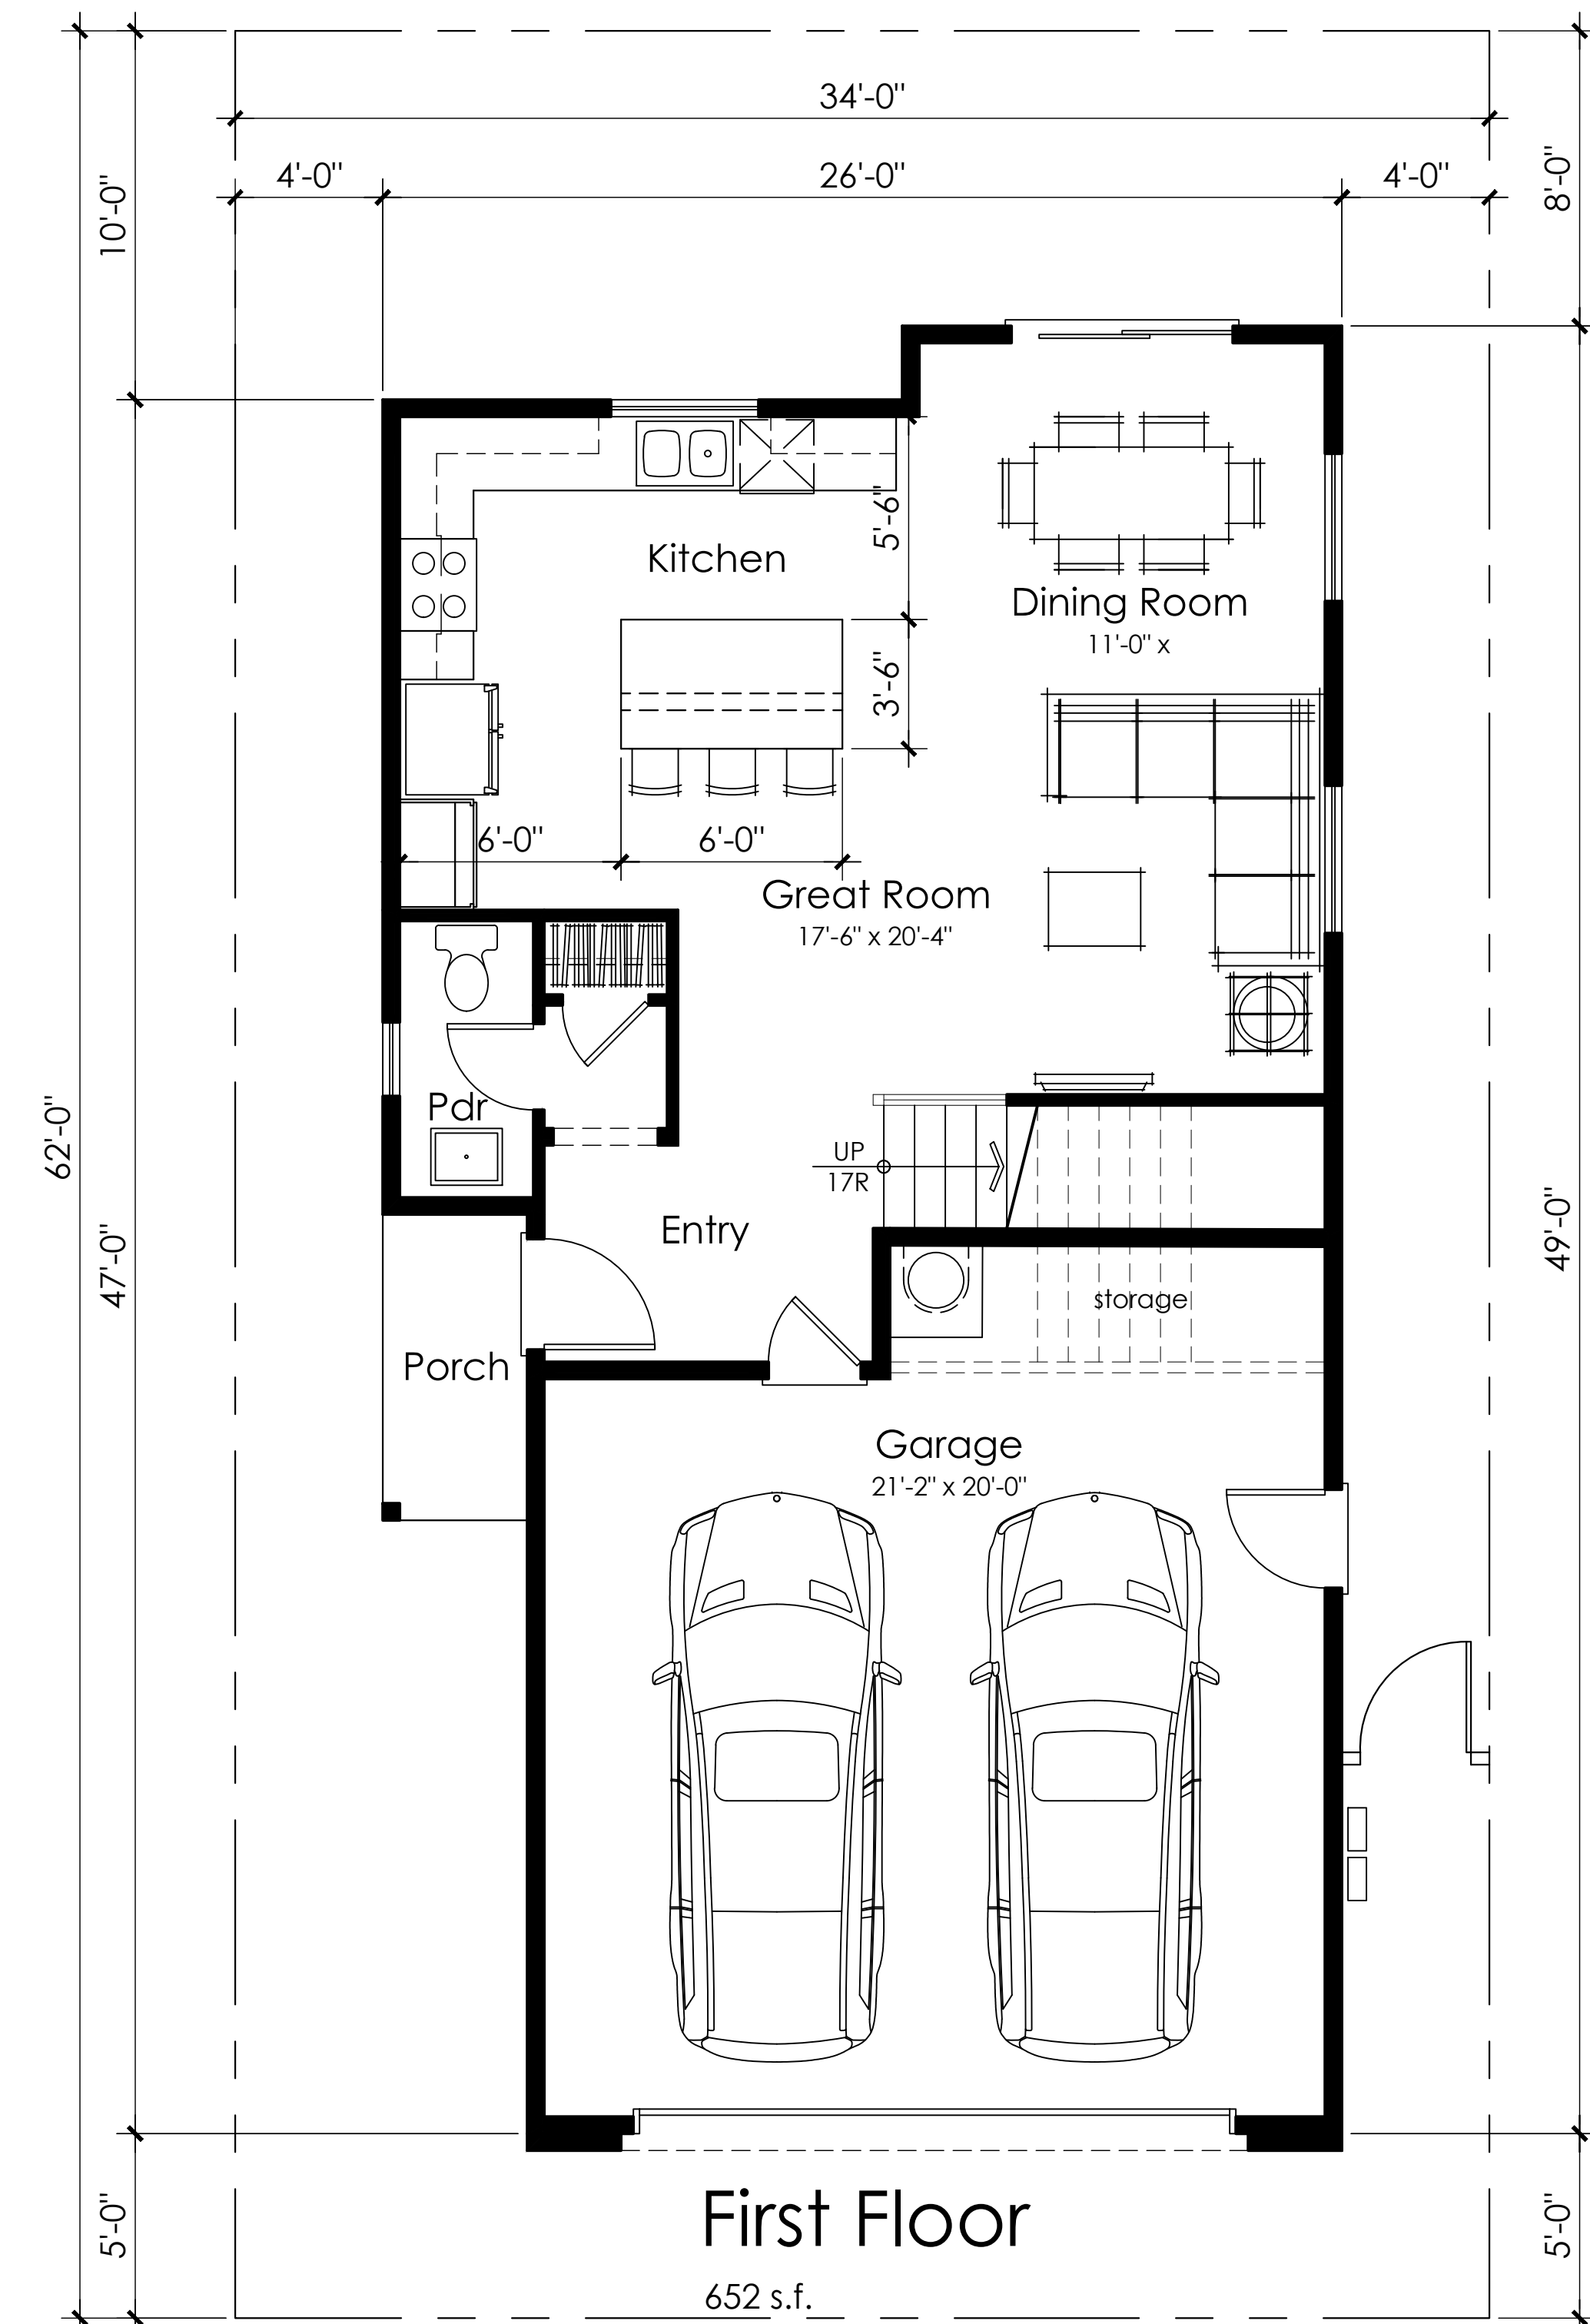 34'-0"
4'-0"
26'-0"
4'-0"
10'-0"
8'-0"
5'-6"
Kitchen
Dining Room
11'-0" x
3'-6"
6'-0"
6'-0"
Great Room
17'-6" x 20'-4"
Pdr
62'-0"
UP
17R
47'-0"
49'-0"
Entry
storage
Porch
Garage
21'-2" x 20'-0"
5'-0"
5'-0"
First Floor
652 s.f.